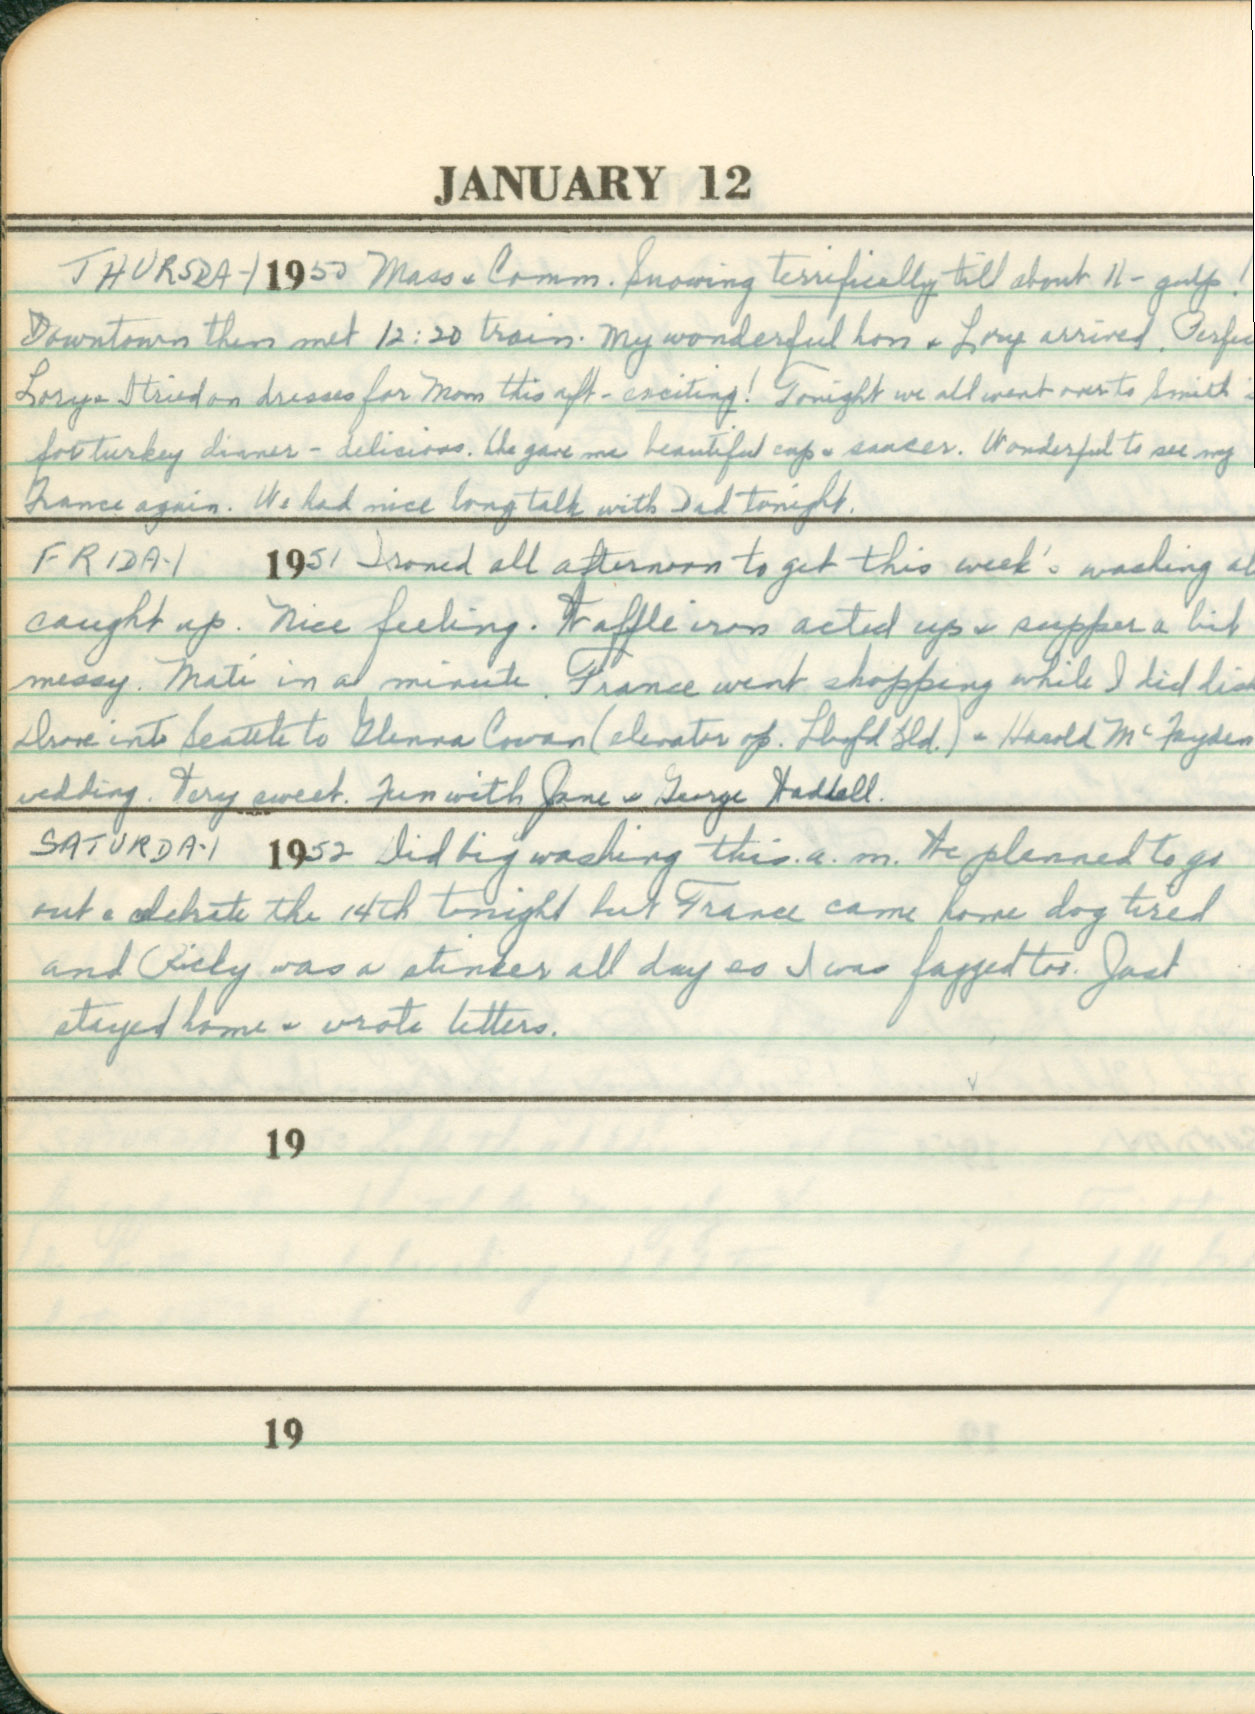 JANUARY 12
THURSDAY 1950 Mass & Comm. Snowing terrifically till about 11 - gulp!
Downtown then met 12:20 train. My wonderful hon & Lory arrived. Perfec
Lory & I tried on dresses for Mom this aft - exciting! Tonight we all went over to Smith's
for turkey dinner - delicious. She gave me beautiful cup & saucer. Wonderful to see my
France again. We had nice long talk with Dad tonight.
FRIDAY 1951 Ironed all afternoon to get this week's washing al
caught up. Nice feeling. Waffle iron acted up & supper a bit
messy. Mati in a minute. France went shopping while I did dish
Drove into Seattle to Glenna Cowan (elevator op. Bld.) & Harold McFayden
wedding. Very sweet. Fun with Jane & George
SATURDAY 1952 Did big washing this a.m. We planned to go
out & celebrate the 14th tonight but France came home dog tired
and Ricky was a stinker all day so I was fagged too. Just
stayed home & wrote letters.
19
19